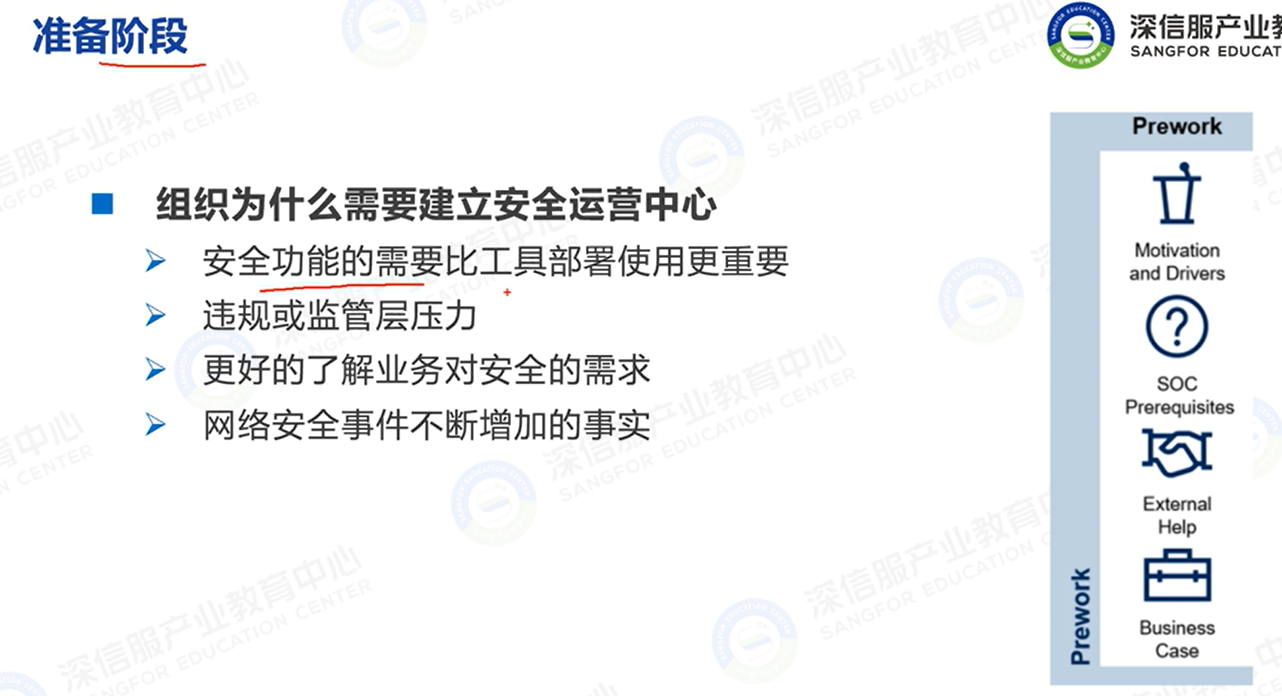 准备阶段
深信服产业教
SANGFOR EDUCAT
组织为什么需要建立安全运营中心
安全功能的需要比工具部署使用更重要
违规或监管层压力
更好的了解业务对安全的需求
网络安全事件不断增加的事实
Prework
Motivation
and Drivers
SOC
Prerequisites
External
Help
Business
Case
Prework
深信服产业教育中心
SANGFOR EDUCATION CENTER